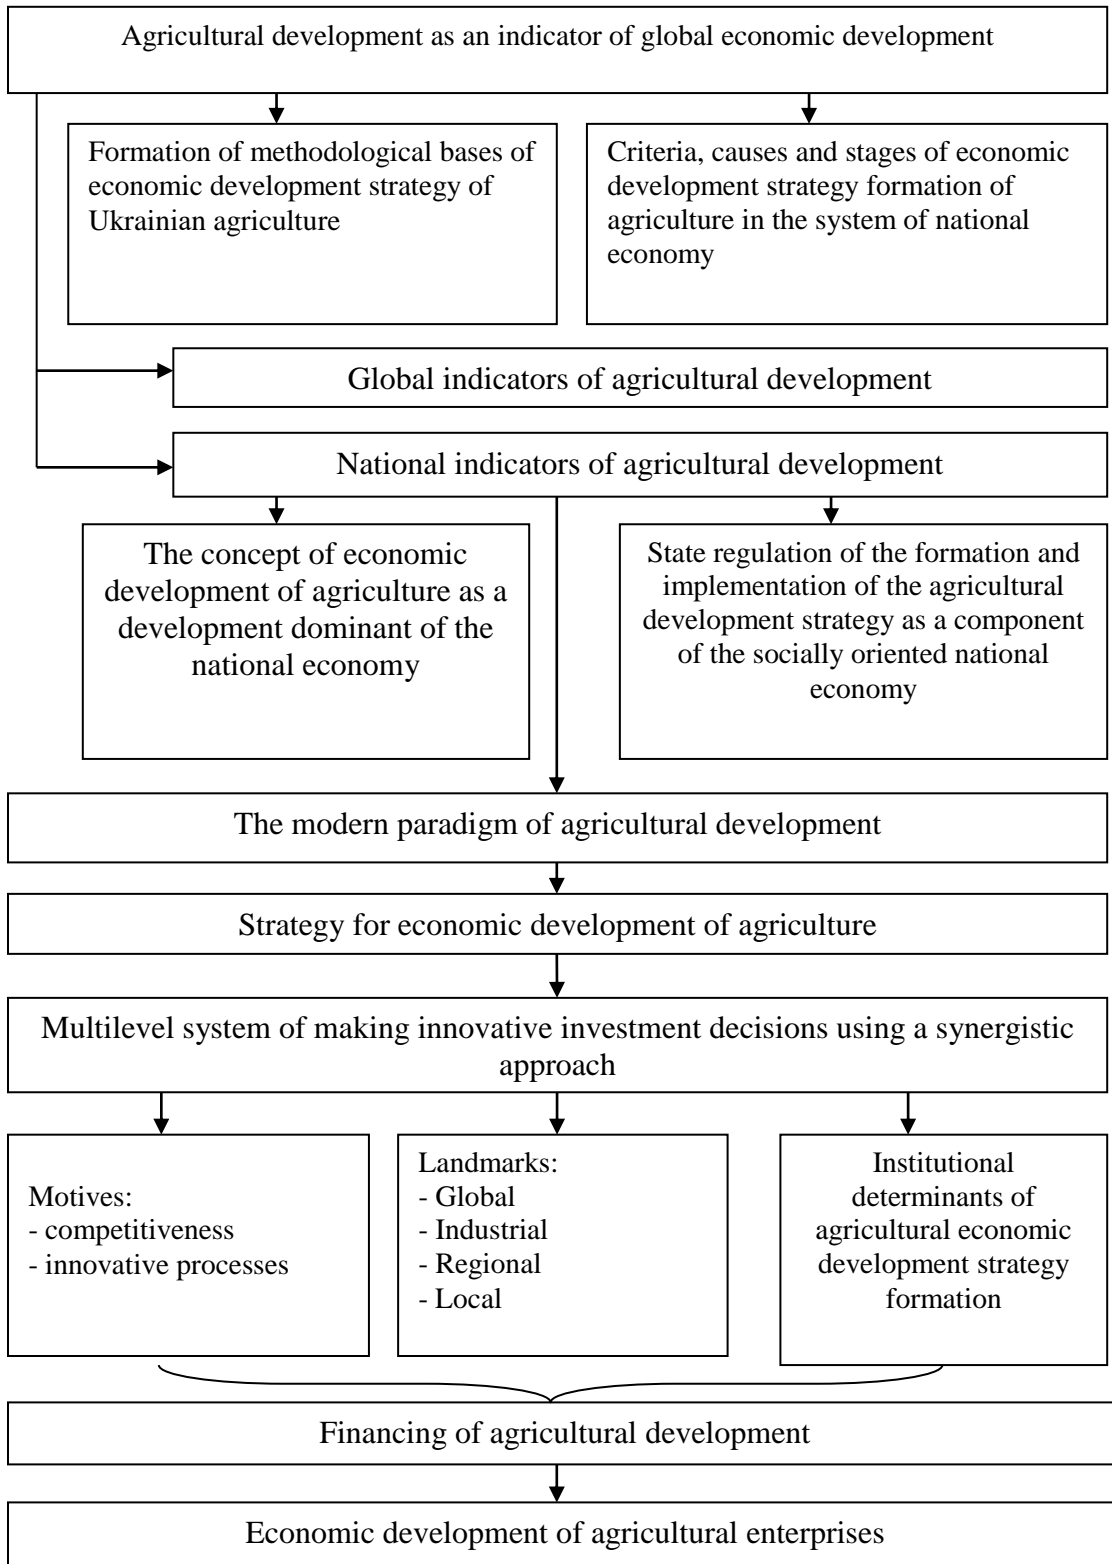 Agricultural development as an indicator of global economic development
Formation of methodological bases of
economic development strategy of
Ukrainian agriculture
Criteria, causes and stages of economic
development strategy formation of
agriculture in the system of national
economy
Global indicators of agricultural development
National indicators of agricultural development
The concept of economic
development of agriculture as a
development dominant of the
national economy
State regulation of the formation and
implementation of the agricultural
development strategy as a component
of the socially oriented national
economy
The modern paradigm of agricultural development
Strategy for economic development of agriculture
Multilevel system of making innovative investment decisions using a synergistic
approach
Motives:
- competitiveness
- innovative processes
Landmarks:
- Global
- Industrial
- Regional
- Local
Institutional
determinants of
agricultural economic
development strategy
formation
Financing of agricultural development
Economic development of agricultural enterprises